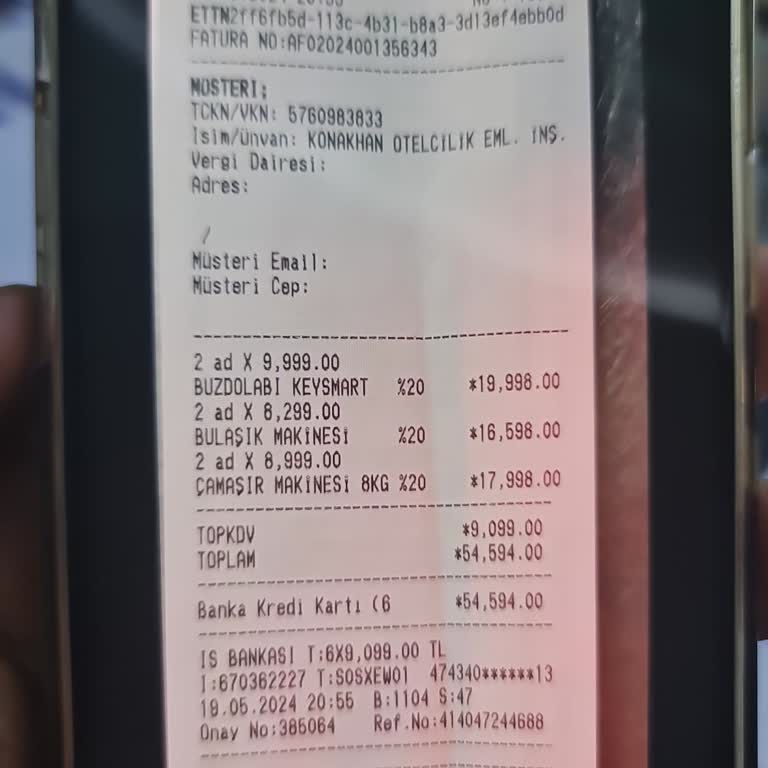 ETTN2ff6fb5d-113c-4b31-b8a3-3d13ef4ebb0d
FATURA NO:AF02024001356343
MÜSTERI:
TCKN/VKN: 5760983833
Isim/Ünvan: KONAKHAN OTELCİLİK EML. İNŞ.
Vergi Dairesi:
Adres:
/
Müsteri Email:
Müsteri Cep:
2 ad X 9,999.00
BUZDOLABI KEYSMART %20 *19,998.00
2 ad X 8,299.00
BULAŞIK MAKİNESİ %20 *16,598.00
2 ad X 8,999.00
ÇAMAŞIR MAKİNESİ 8KG %20 *17,998.00
TOPKDV *9,099.00
TOPLAM *54,594.00
Banka Kredi Kartı (6 *54,594.00
IS BANKASI T:6X9,099.00 TL
I:670362227 T:SOSXEW01 474340******13
18.05.2024 20:55 B:1104 S:47
Onay No:385064 Ref.No:414047244688